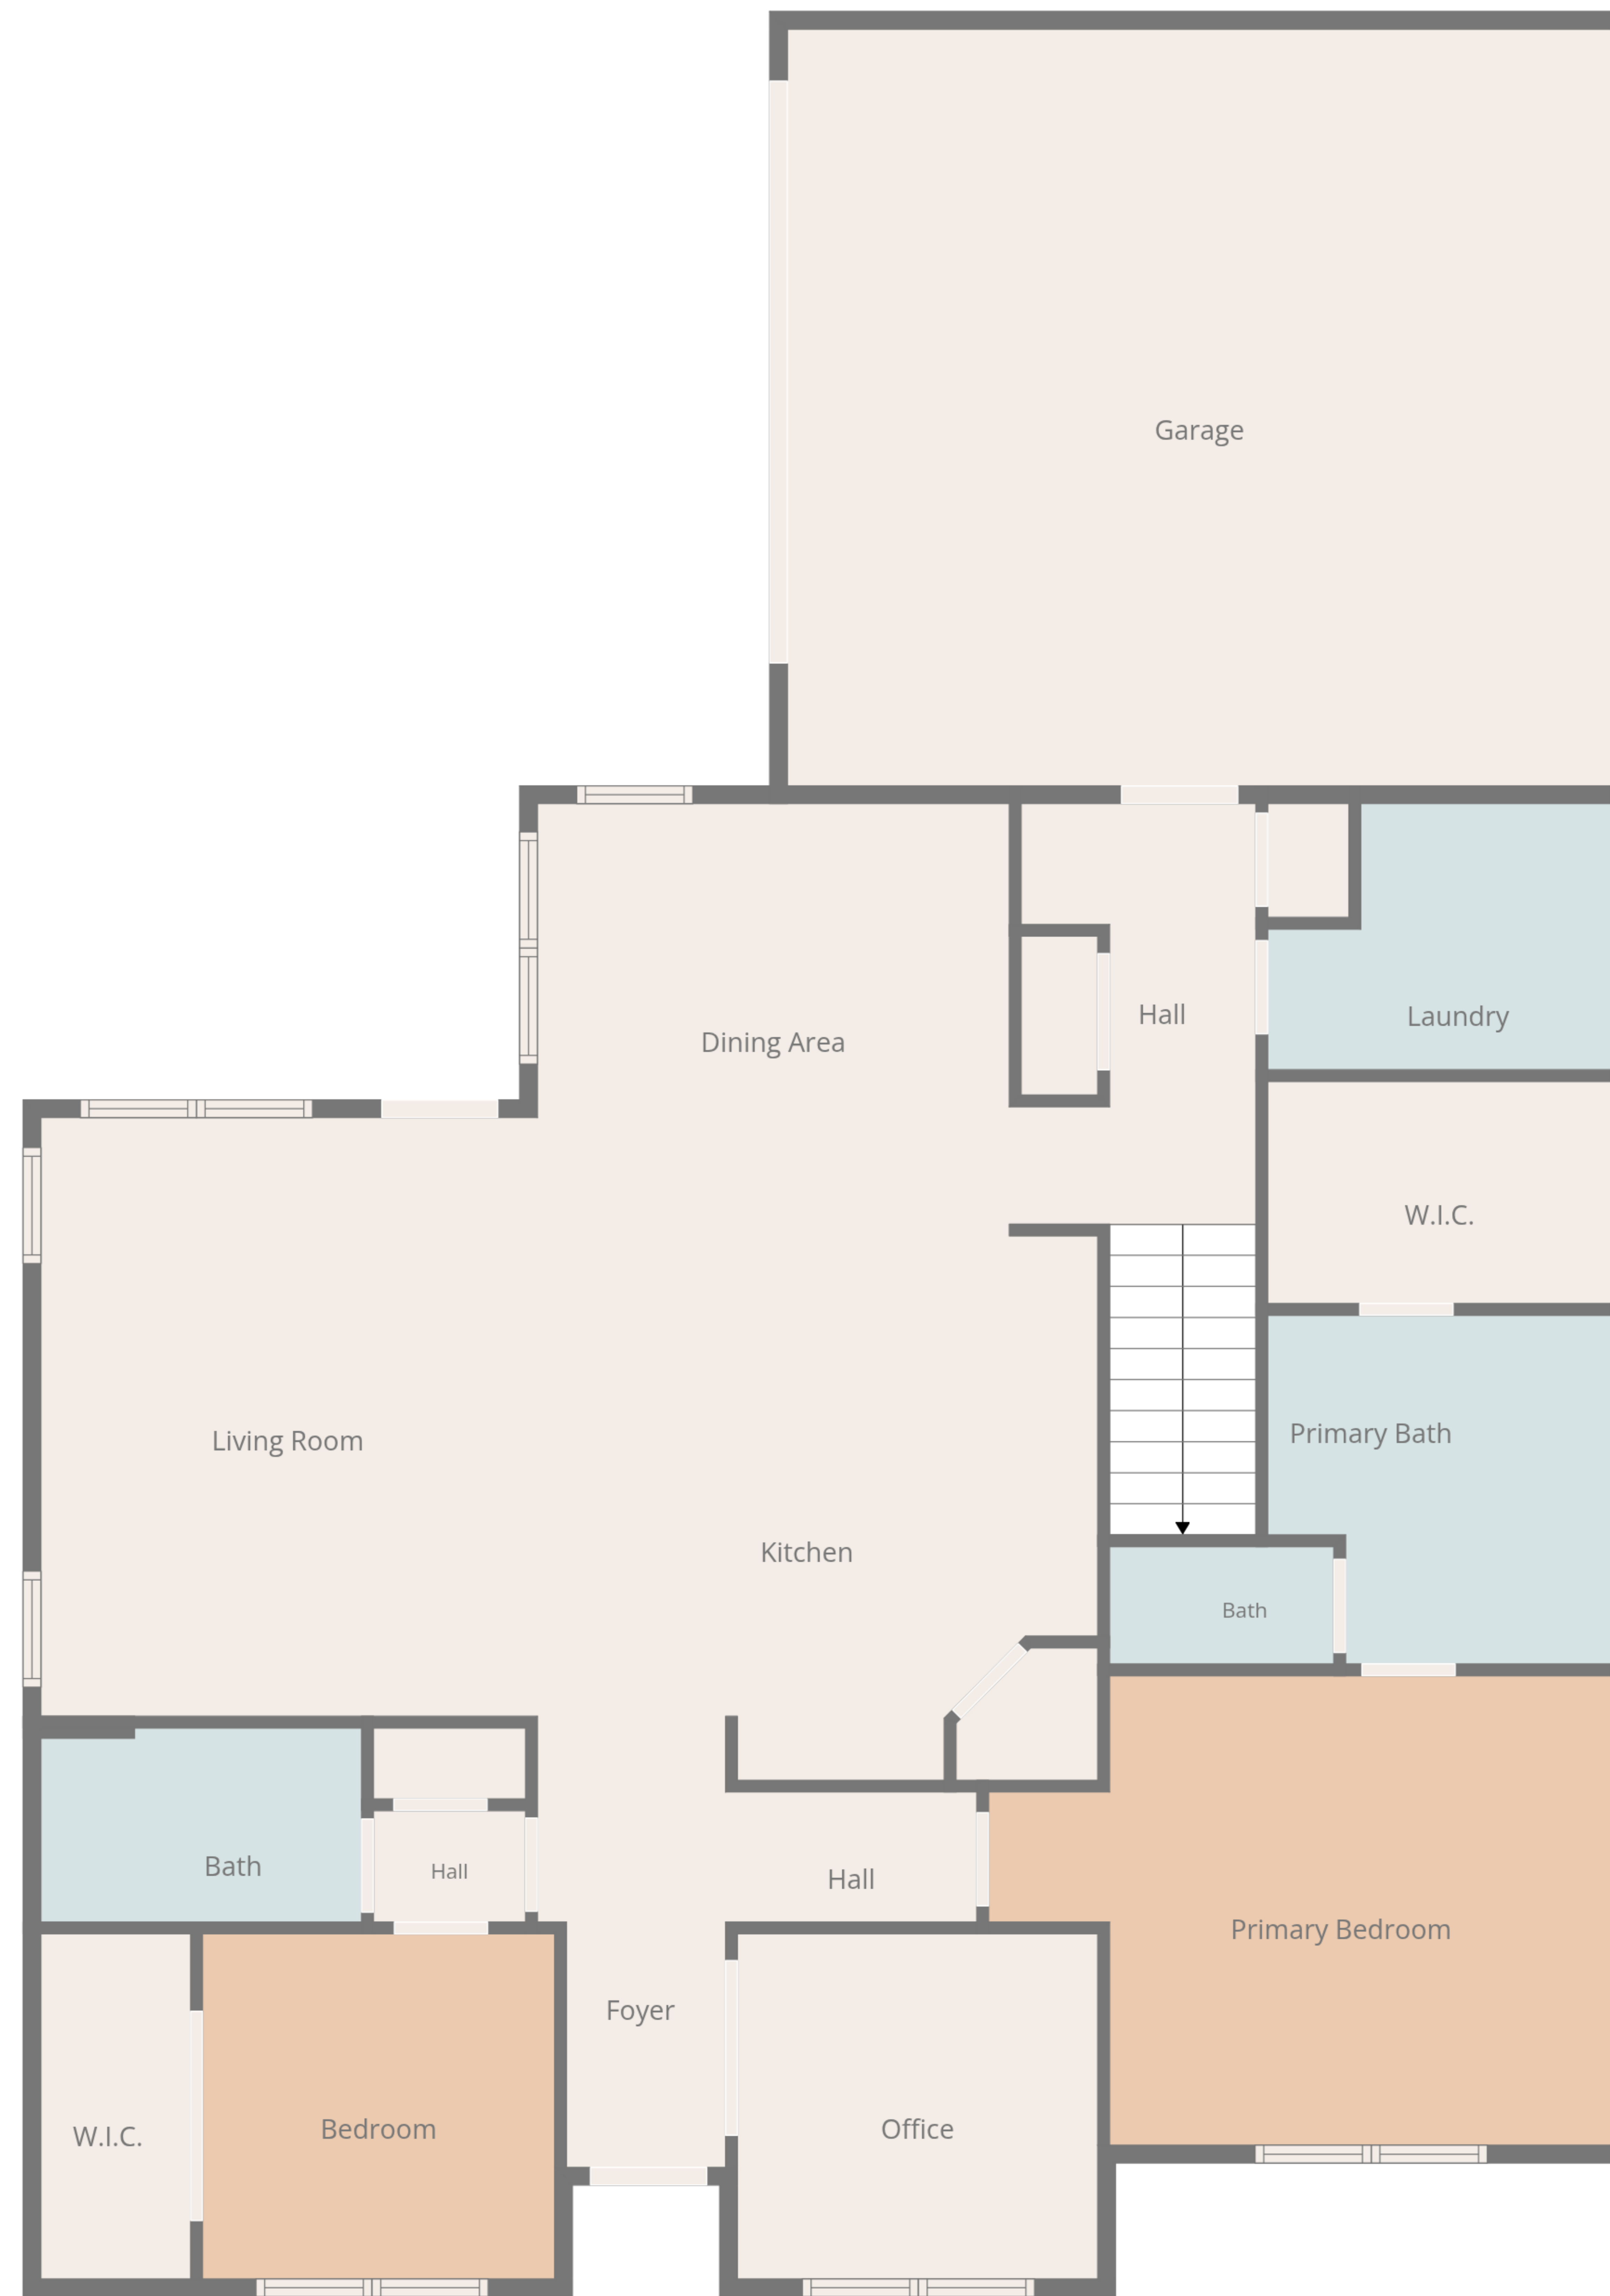 Garage
Dining Area
Hall
Laundry
W.I.C.
Living Room
Primary Bath
Kitchen
Bath
Bath
Hall
Hall
Primary Bedroom
Foyer
W.I.C.
Bedroom
Office